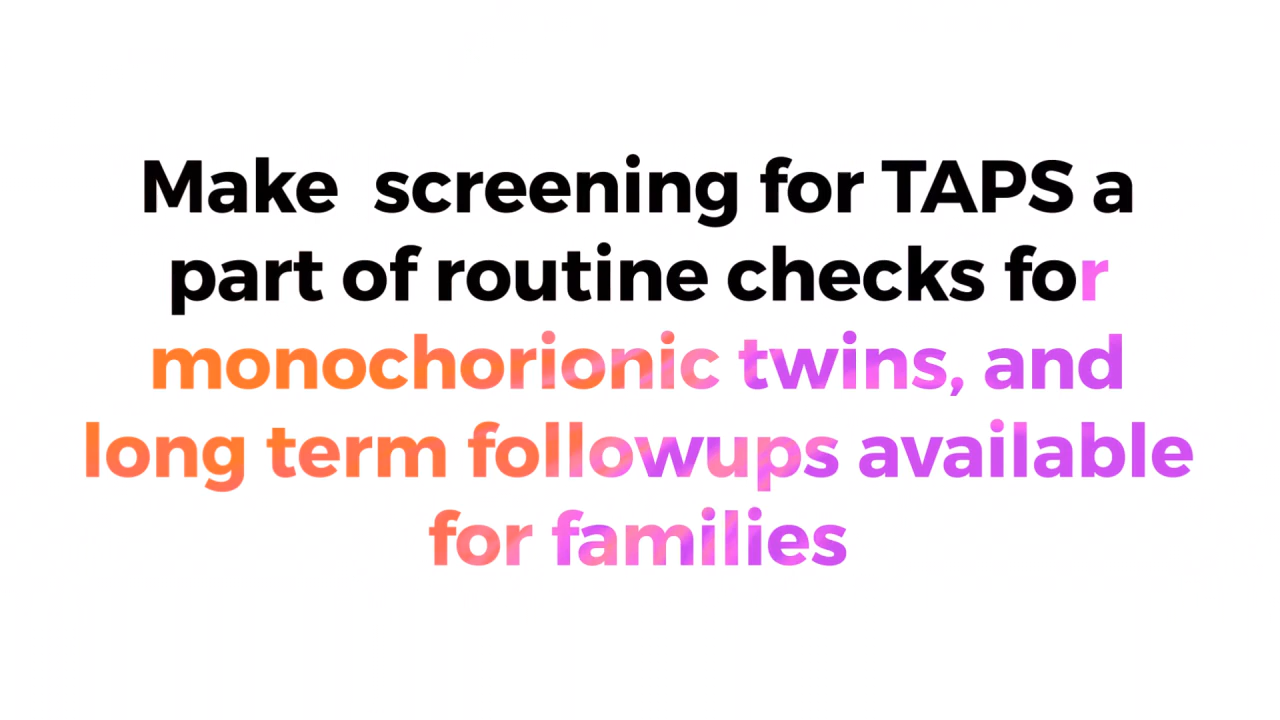 Make  screening for TAPS a
part of routine checks for
monochorionic twins, and
long term followups available
for families